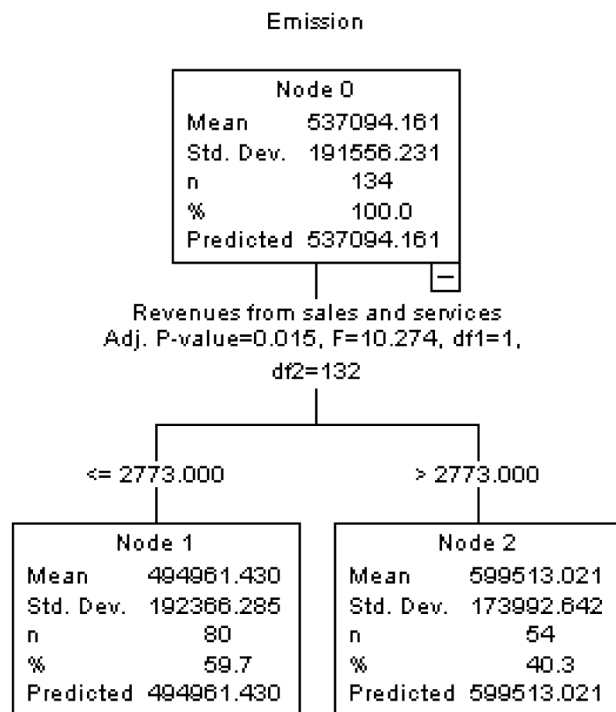 Emission
Node 0
Mean 537094.161
Std. Dev. 191556.231
n 134
% 100.0
Predicted 537094.161
Revenues from sales and services
Adj. P-value=0.015, F=10.274, df1=1,
df2=132
<= 2773.000
> 2773.000
Node 1
Mean 494961.430
Std. Dev. 192366.285
n 80
% 59.7
Predicted 494961.430
Node 2
Mean 599513.021
Std. Dev. 173992.642
n 54
% 40.3
Predicted 599513.021